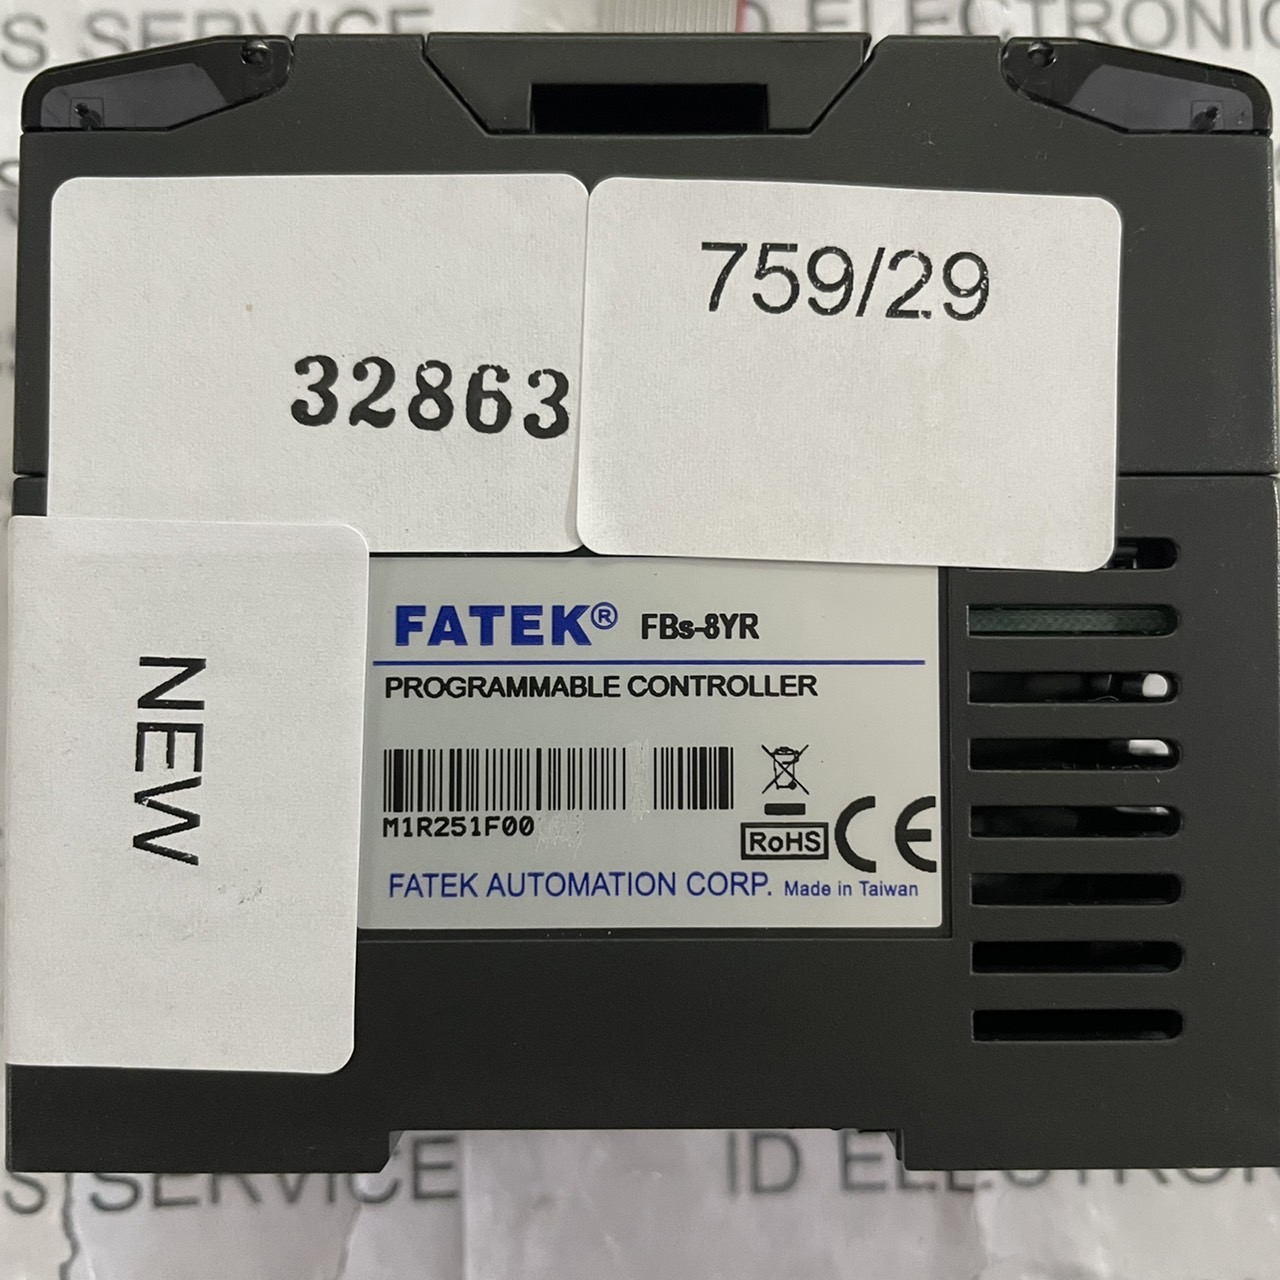 S SERVICE
ID ELECTRONIC
759/29
32863
NEW
FATEK® FBs-8YR
PROGRAMMABLE CONTROLLER
M1R251F00
RoHS CE
FATEK AUTOMATION CORP. Made in Taiwan
S SERVICE
ID ELECTRONI